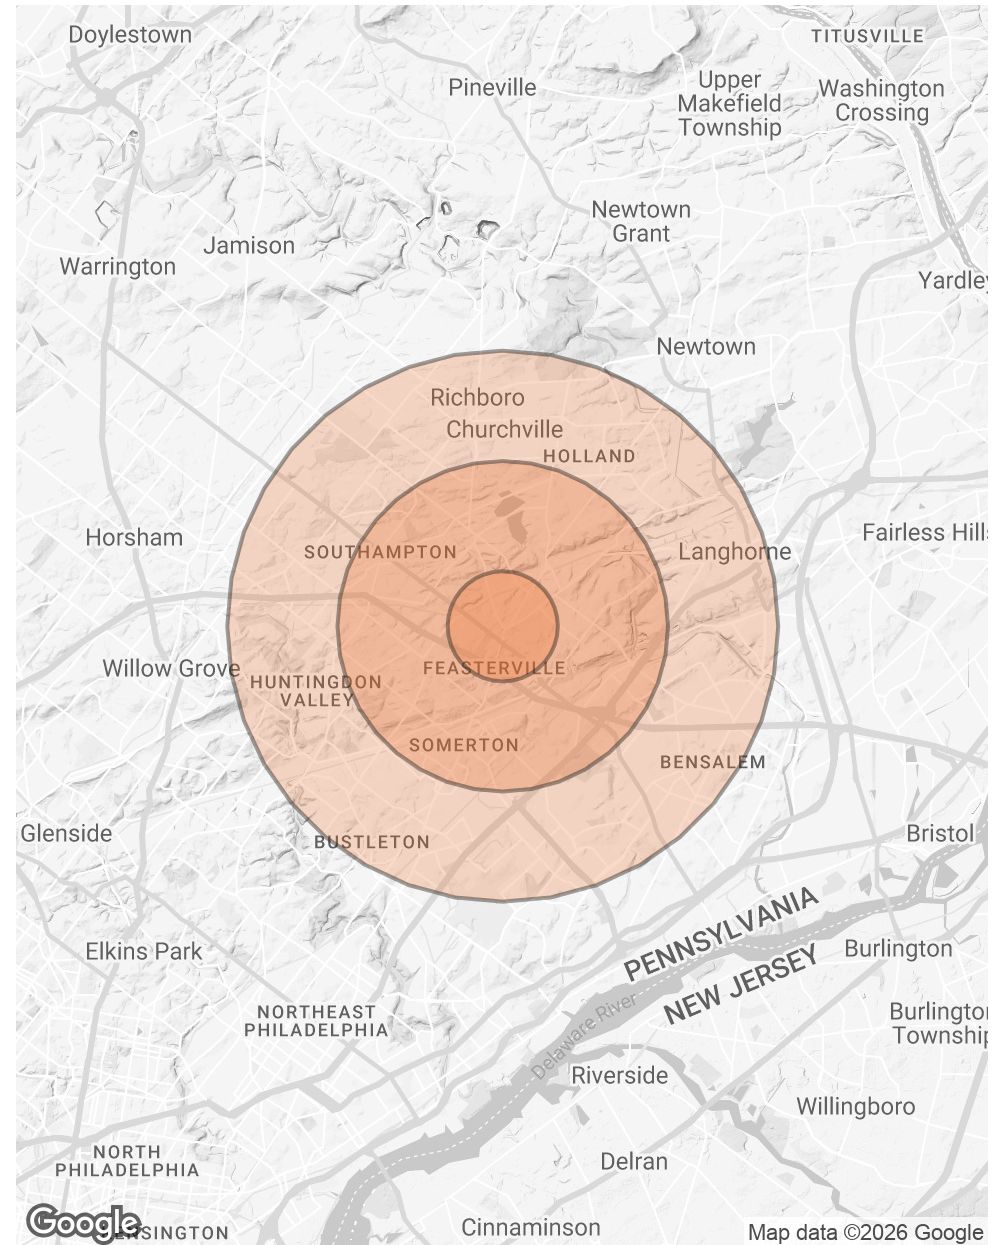 Doylestown
TITUSVILLE
Pineville
Upper
Makefield
Township
Washington
Crossing
Newtown
Grant
Jamison
Warrington
Yardley
Newtown
Richboro
Churchville
HOLLAND
Horsham
Fairless Hills
SOUTHAMPTON
Langhorne
Willow Grove
FEASTERVILLE
HUNTINGDON
VALLEY
SOMERTON
BENSALEM
Glenside
Bristol
BUSTLETON
PENNSYLVANIA
Elkins Park
Burlington
NEW JERSEY
NORTHEAST
PHILADELPHIA
Delaware River
Burlington
Township
Riverside
Willingboro
NORTH
PHILADELPHIA
Delran
Google
ENSINGTON
Cinnaminson
Map data ©2026 Google